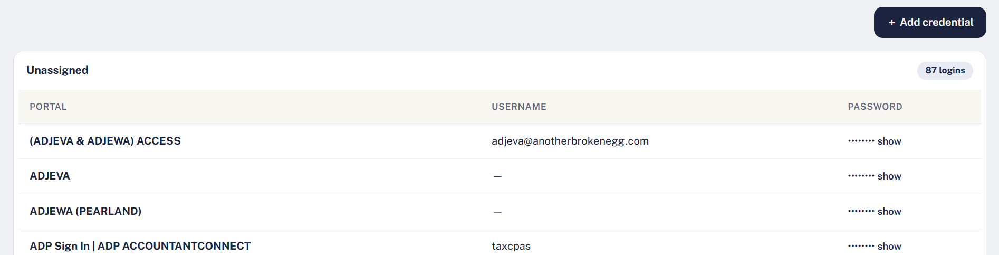 + Add credential
Unassigned
87 logins
PORTAL USERNAME PASSWORD
(ADJEVA & ADJEWA) ACCESS adjeva@anotherbrokenegg.com •••••••• show
ADJEVA — •••••••• show
ADJEWA (PEARLAND) — •••••••• show
ADP Sign In | ADP ACCOUNTANTCONNECT taxcpas •••••••• show